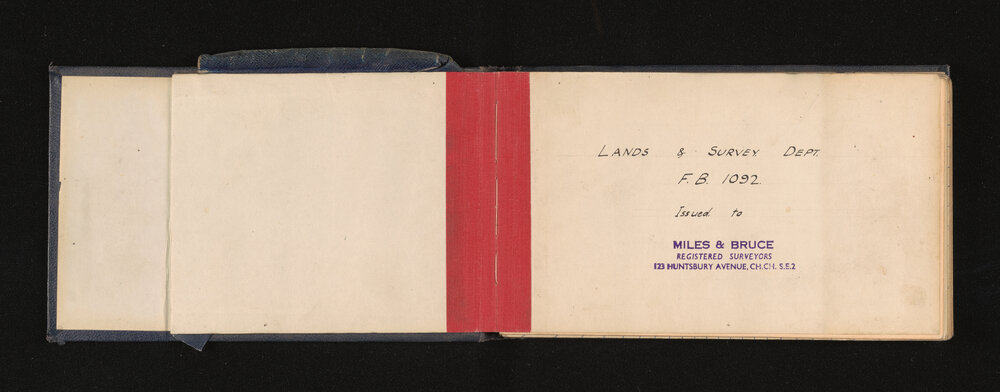 LANDS & SURVEY DEPT.
F.B. 1092.
Issued to
MILES & BRUCE
REGISTERED SURVEYORS
123 HUNTSBURY AVENUE, CH.CH. S.E.2